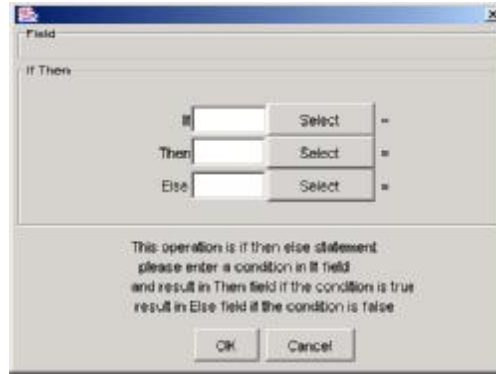 Field
If Then
If Select =
Then Select =
Else Select =
This operation is if then else statement
please enter a condition in If field
and result in Then field if the condition is true
result in Else field if the condition is false
OK Cancel